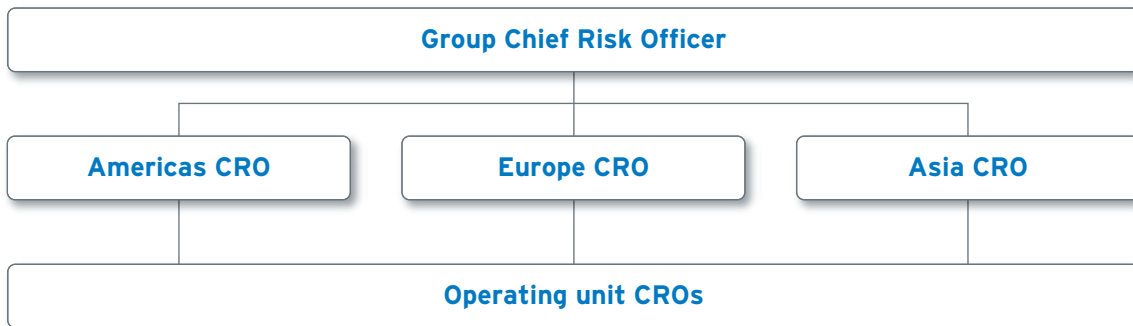 Group Chief Risk Officer
Americas CRO
Europe CRO
Asia CRO
Operating unit CROs